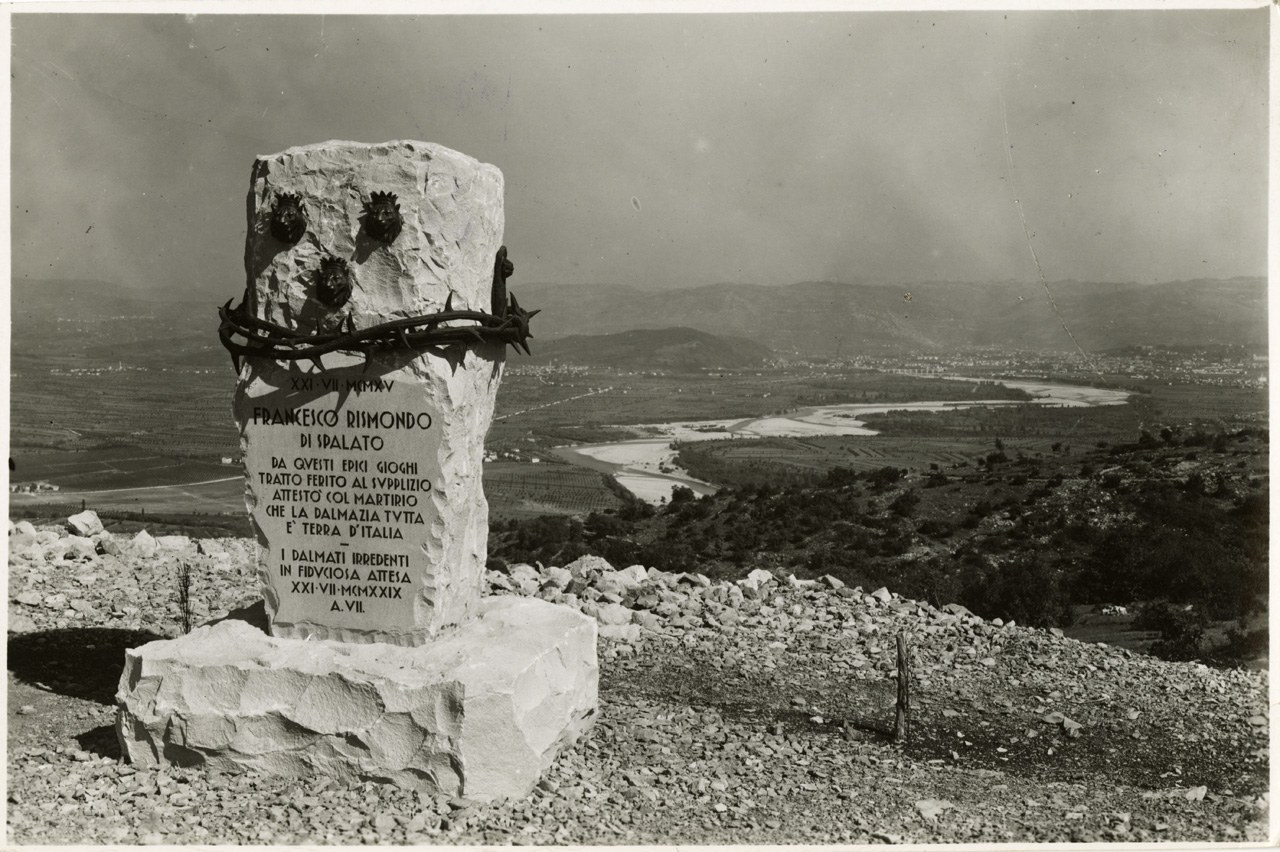 XXI·VII·MCMXV
FRANCESCO RISMONDO
DI SPALATO
DA QVESTI EPICI GIOGHI
TRATTO FERITO AL SVPPLIZIO
ATTESTO' COL MARTIRIO
CHE LA DALMAZIA TVTTA
E' TERRA D'ITALIA
—
I DALMATI IRREDENTI
IN FIDVCIOSA ATTESA
XXI·VII·MCMXXIX
A. VII.